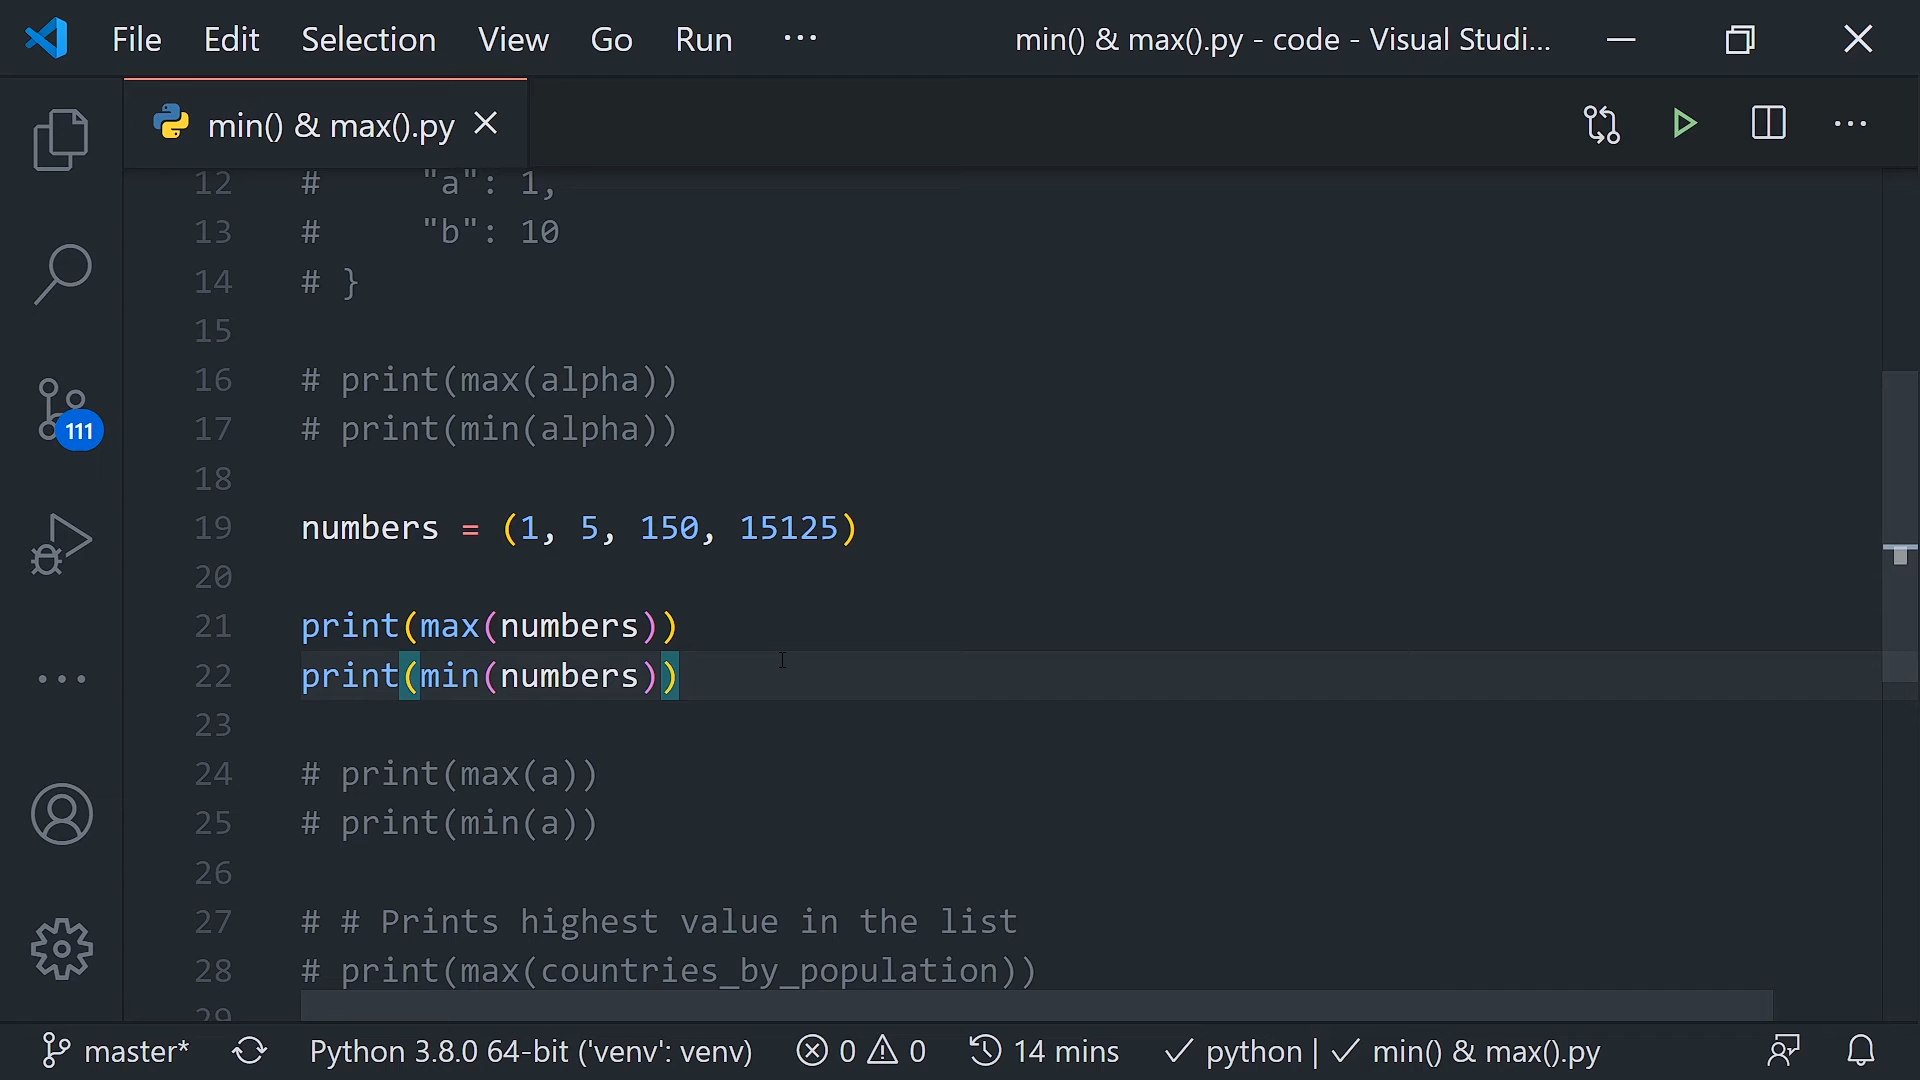 File Edit Selection View Go Run ··· min() & max().py - code - Visual Studi...
min() & max().py
12 #     "a": 1,
13 #     "b": 10
14 # }
15
16 # print(max(alpha))
17 # print(min(alpha))
18
19 numbers = (1, 5, 150, 15125)
20
21 print(max(numbers))
22 print(min(numbers))
23
24 # print(max(a))
25 # print(min(a))
26
27 # # Prints highest value in the list
28 # print(max(countries_by_population))
29
111
master* Python 3.8.0 64-bit ('venv': venv) 0 0 14 mins ✓ python | ✓ min() & max().py